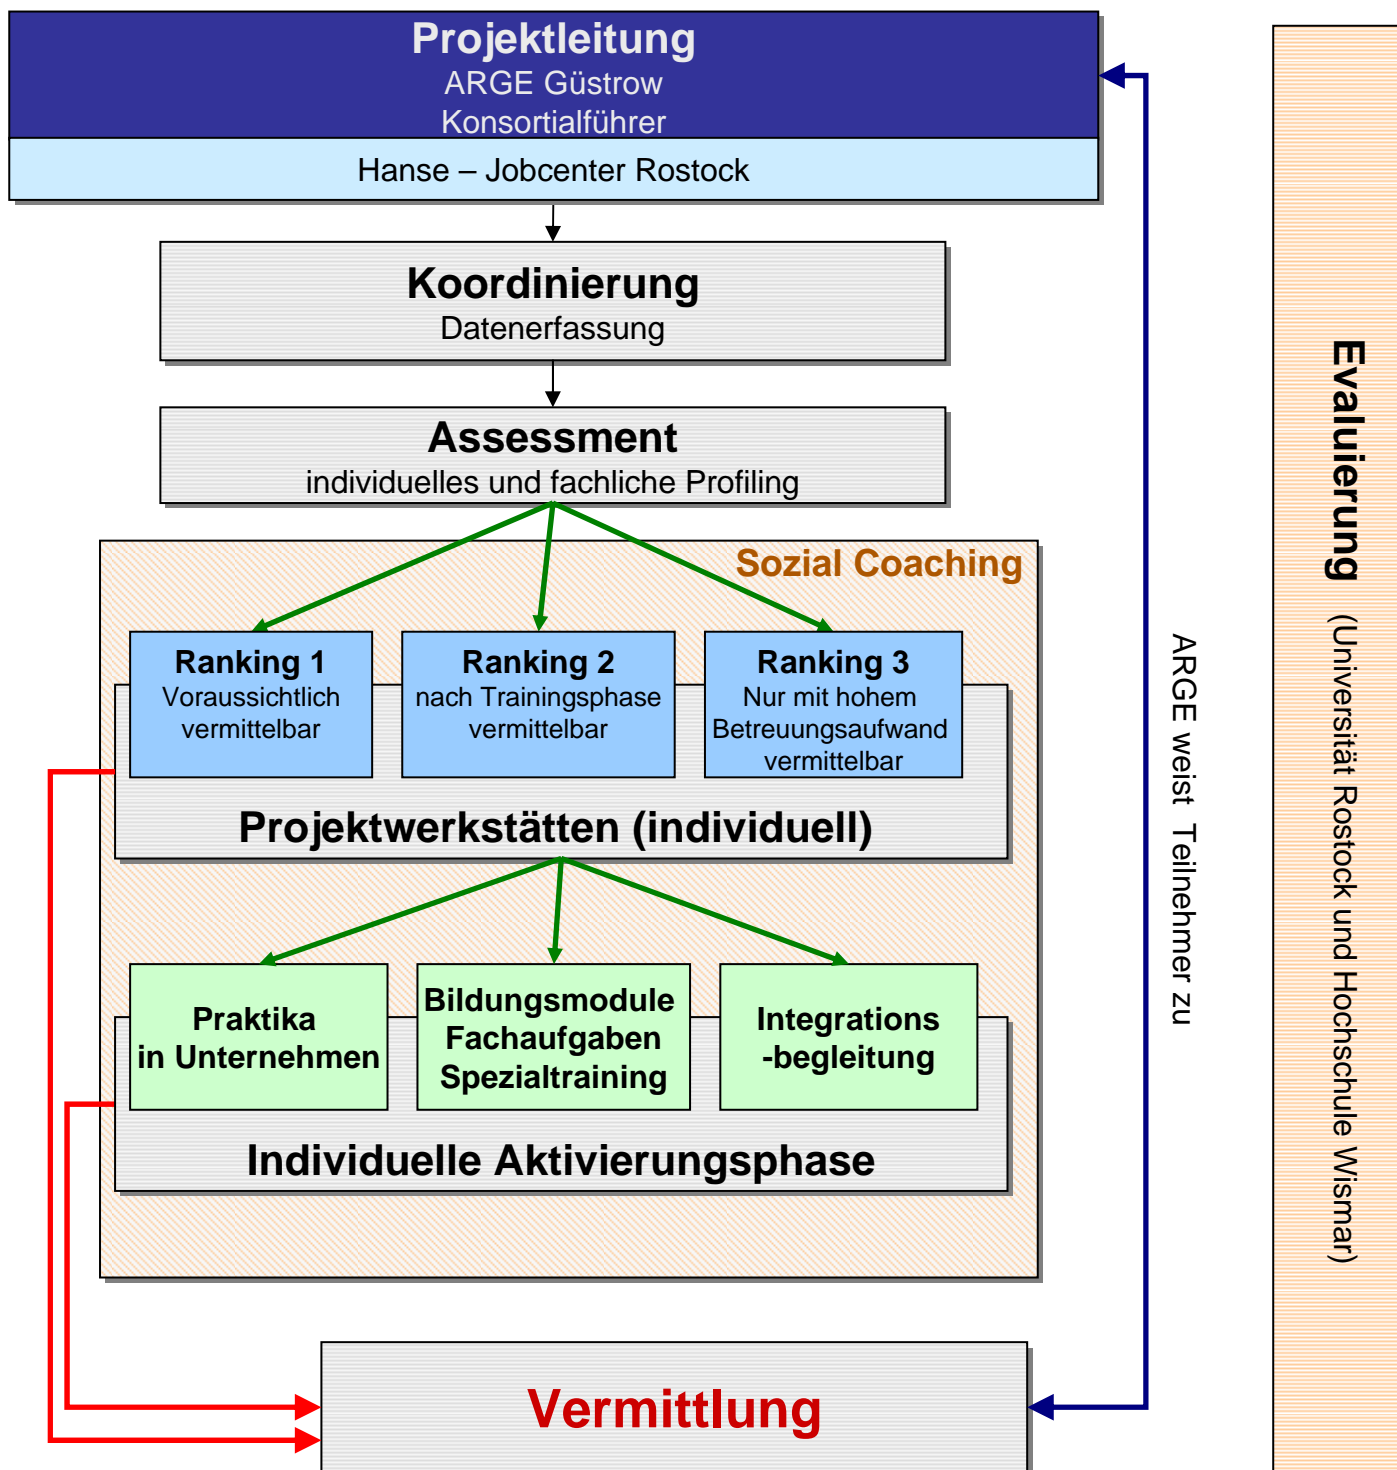 Projektleitung
ARGE Güstrow
Konsortialführer
Hanse – Jobcenter Rostock
Koordinierung
Datenerfassung
Assessment
individuelles und fachliche Profiling
Sozial Coaching
Ranking 1
Voraussichtlich
vermittelbar
Ranking 2
nach Trainingsphase
vermittelbar
Ranking 3
Nur mit hohem
Betreuungsaufwand
vermittelbar
Projektwerkstätten (individuell)
Praktika
in Unternehmen
Bildungsmodule
Fachaufgaben
Spezialtraining
Integrations
-begleitung
Individuelle Aktivierungsphase
Vermittlung
ARGE weist Teilnehmer zu
Evaluierung (Universität Rostock und Hochschule Wismar)